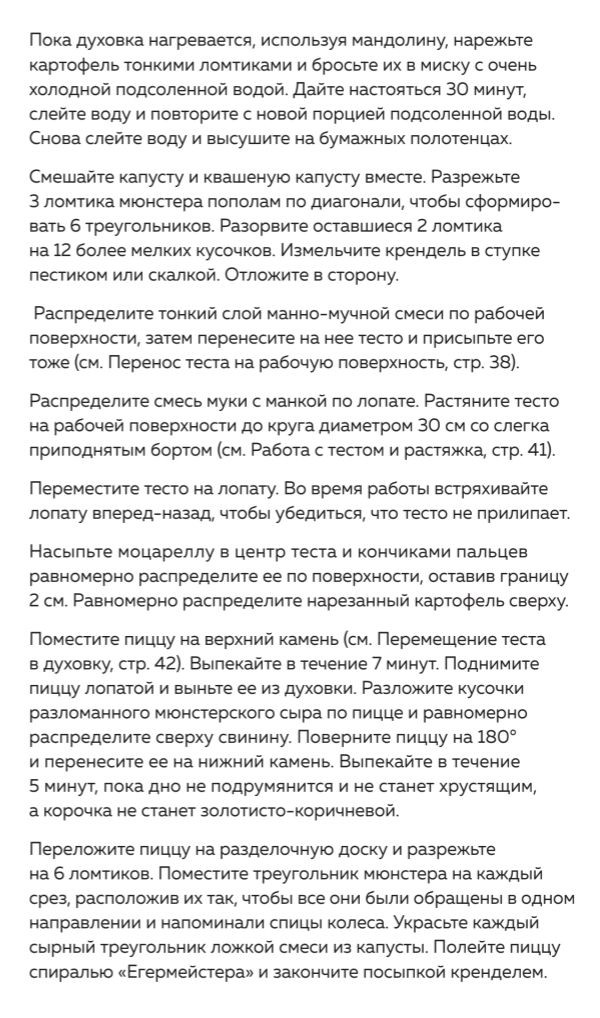 Пока духовка нагревается, используя мандолину, нарежьте
картофель тонкими ломтиками и бросьте их в миску с очень
холодной подсоленной водой. Дайте настояться 30 минут,
слейте воду и повторите с новой порцией подсоленной воды.
Снова слейте воду и высушите на бумажных полотенцах.
Смешайте капусту и квашеную капусту вместе. Разрежьте
3 ломтика мюнстера пополам по диагонали, чтобы сформиро-
вать 6 треугольников. Разорвите оставшиеся 2 ломтика
на 12 более мелких кусочков. Измельчите крендель в ступке
пестиком или скалкой. Отложите в сторону.
Распределите тонкий слой манно-мучной смеси по рабочей
поверхности, затем перенесите на нее тесто и присыпьте его
тоже (см. Перенос теста на рабочую поверхность, стр. 38).
Распределите смесь муки с манкой по лопате. Растяните тесто
на рабочей поверхности до круга диаметром 30 см со слегка
приподнятым бортом (см. Работа с тестом и растяжка, стр. 41).
Переместите тесто на лопату. Во время работы встряхивайте
лопату вперед-назад, чтобы убедиться, что тесто не прилипает.
Насыпьте моцареллу в центр теста и кончиками пальцев
равномерно распределите ее по поверхности, оставив границу
2 см. Равномерно распределите нарезанный картофель сверху.
Поместите пиццу на верхний камень (см. Перемещение теста
в духовку, стр. 42). Выпекайте в течение 7 минут. Поднимите
пиццу лопатой и выньте ее из духовки. Разложите кусочки
разломанного мюнстерского сыра по пицце и равномерно
распределите сверху свинину. Поверните пиццу на 180°
и перенесите ее на нижний камень. Выпекайте в течение
5 минут, пока дно не подрумянится и не станет хрустящим,
а корочка не станет золотисто-коричневой.
Переложите пиццу на разделочную доску и разрежьте
на 6 ломтиков. Поместите треугольник мюнстера на каждый
срез, расположив их так, чтобы все они были обращены в одном
направлении и напоминали спицы колеса. Украсьте каждый
сырный треугольник ложкой смеси из капусты. Полейте пиццу
спиралью «Егермейстера» и закончите посыпкой кренделем.